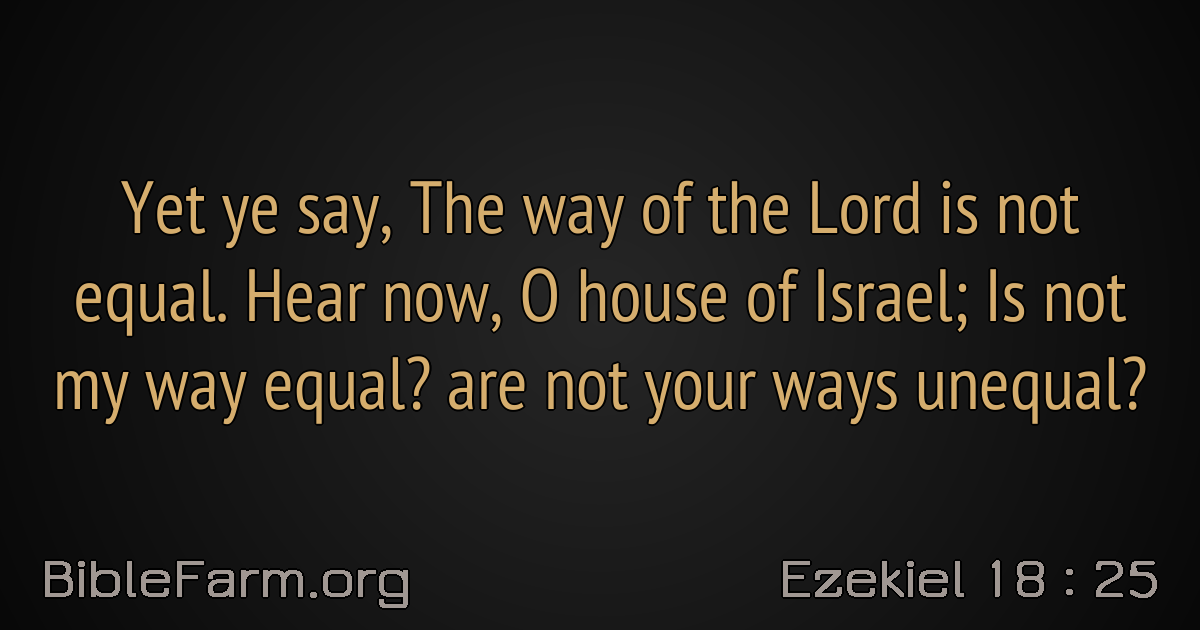 Yet ye say, The way of the Lord is not
equal. Hear now, O house of Israel; Is not
my way equal? are not your ways unequal?
BibleFarm.org
Ezekiel 18 : 25